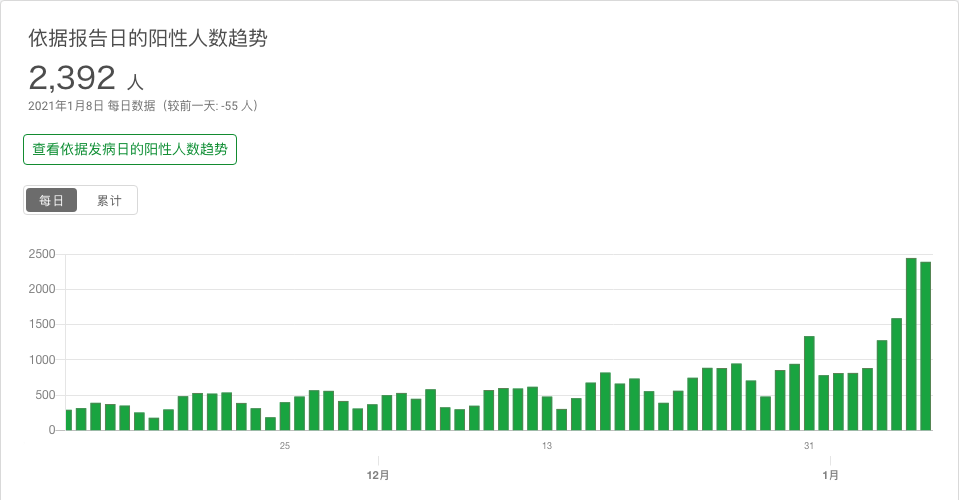 依据报告日的阳性人数趋势
2,392 人
2021年1月8日 每日数据（较前一天: -55 人）
查看依据发病日的阳性人数趋势
每日 累计
2500
2000
1500
1000
500
0
25 13 31
12月 1月